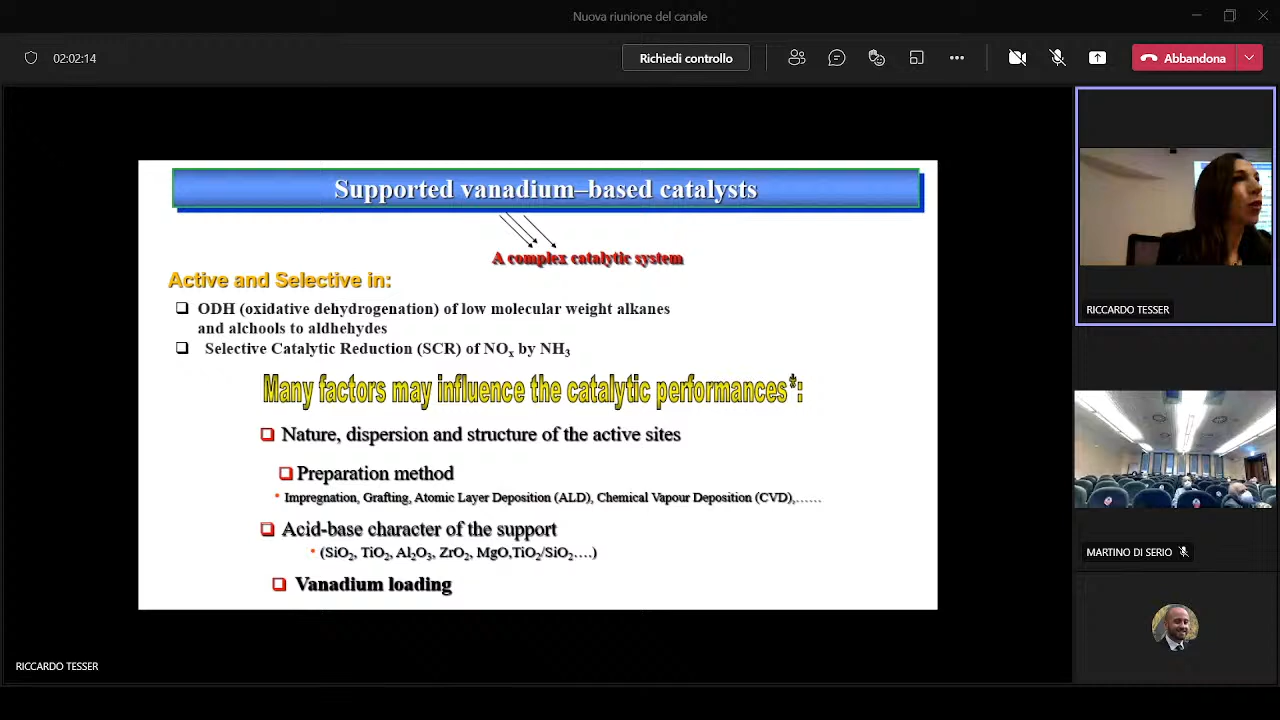 Nuova riunione del canale
02:02:14
Richiedi controllo
Abbandona
Supported vanadium–based catalysts
A complex catalytic system
Active and Selective in:
❑ ODH (oxidative dehydrogenation) of low molecular weight alkanes
and alchools to aldhehydes
❑ Selective Catalytic Reduction (SCR) of NOx by NH3
Many factors may influence the catalytic performances*:
❑ Nature, dispersion and structure of the active sites
❑ Preparation method
• Impregnation, Grafting, Atomic Layer Deposition (ALD), Chemical Vapour Deposition (CVD),……
❑ Acid-base character of the support
• (SiO2, TiO2, Al2O3, ZrO2, MgO,TiO2/SiO2….)
❑ Vanadium loading
RICCARDO TESSER
MARTINO DI SERIO
RICCARDO TESSER